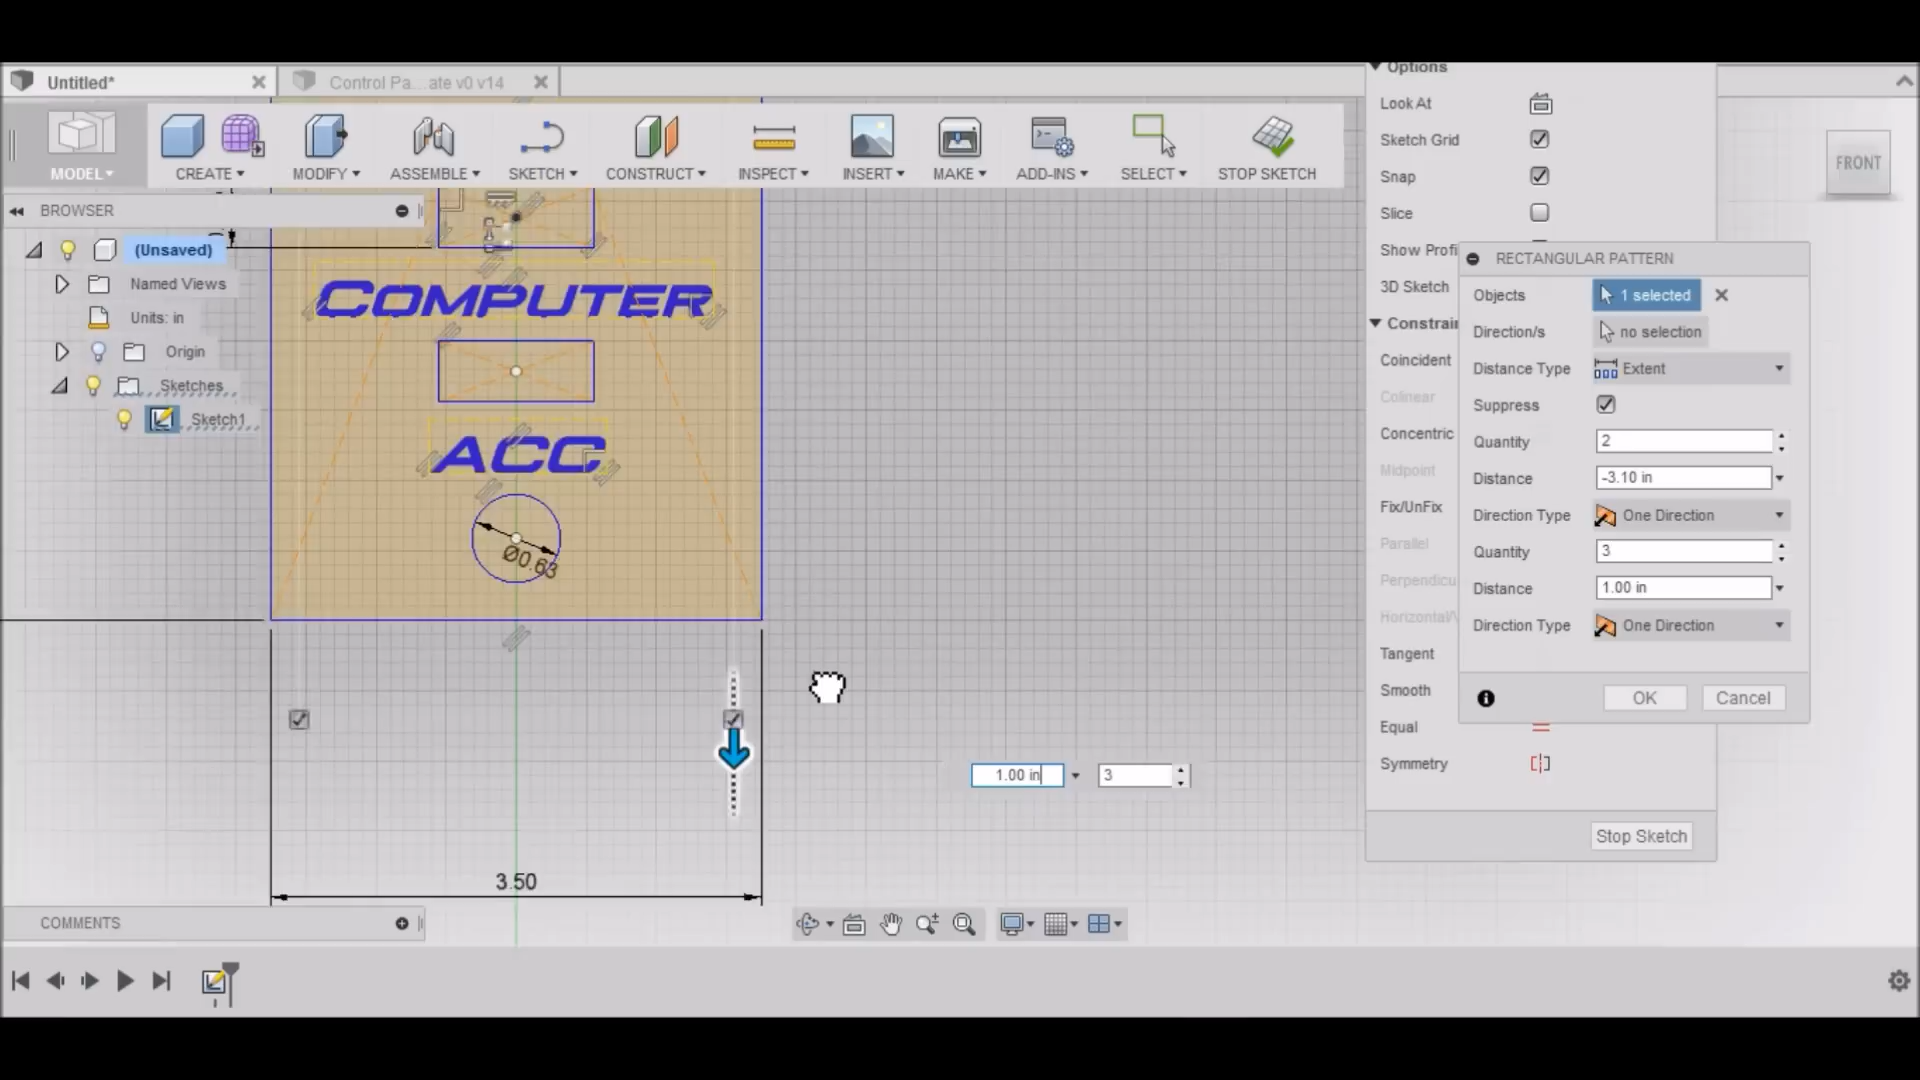 Untitled*
Control Pa...ate v0 v14
MODEL
CREATE
MODIFY
ASSEMBLE
SKETCH
CONSTRUCT
INSPECT
INSERT
MAKE
ADD-INS
SELECT
STOP SKETCH
FRONT
BROWSER
(Unsaved)
Named Views
Units: in
Origin
Sketches
Sketch1
COMPUTER
ACC
Ø0.63
3.50
1.00 in
3
Options
Look At
Sketch Grid
Snap
Slice
Show Profi
3D Sketch
Constrai
Coincident
Colinear
Concentric
Midpoint
Fix/UnFix
Parallel
Perpendicu
Horizontal/V
Tangent
Smooth
Equal
Symmetry
Stop Sketch
RECTANGULAR PATTERN
Objects 1 selected
Direction/s no selection
Distance Type Extent
Suppress
Quantity 2
Distance -3.10 in
Direction Type One Direction
Quantity 3
Distance 1.00 in
Direction Type One Direction
OK Cancel
COMMENTS